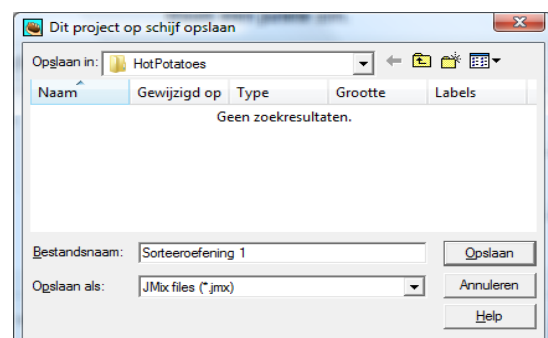 Dit project op schijf opslaan
Opslaan in: HotPotatoes
Naam Gewijzigd op Type Grootte Labels
Geen zoekresultaten.
Bestandsnaam: Sorteeroefening 1 Opslaan
Opslaan als: JMix files (*.jmx) Annuleren
Help